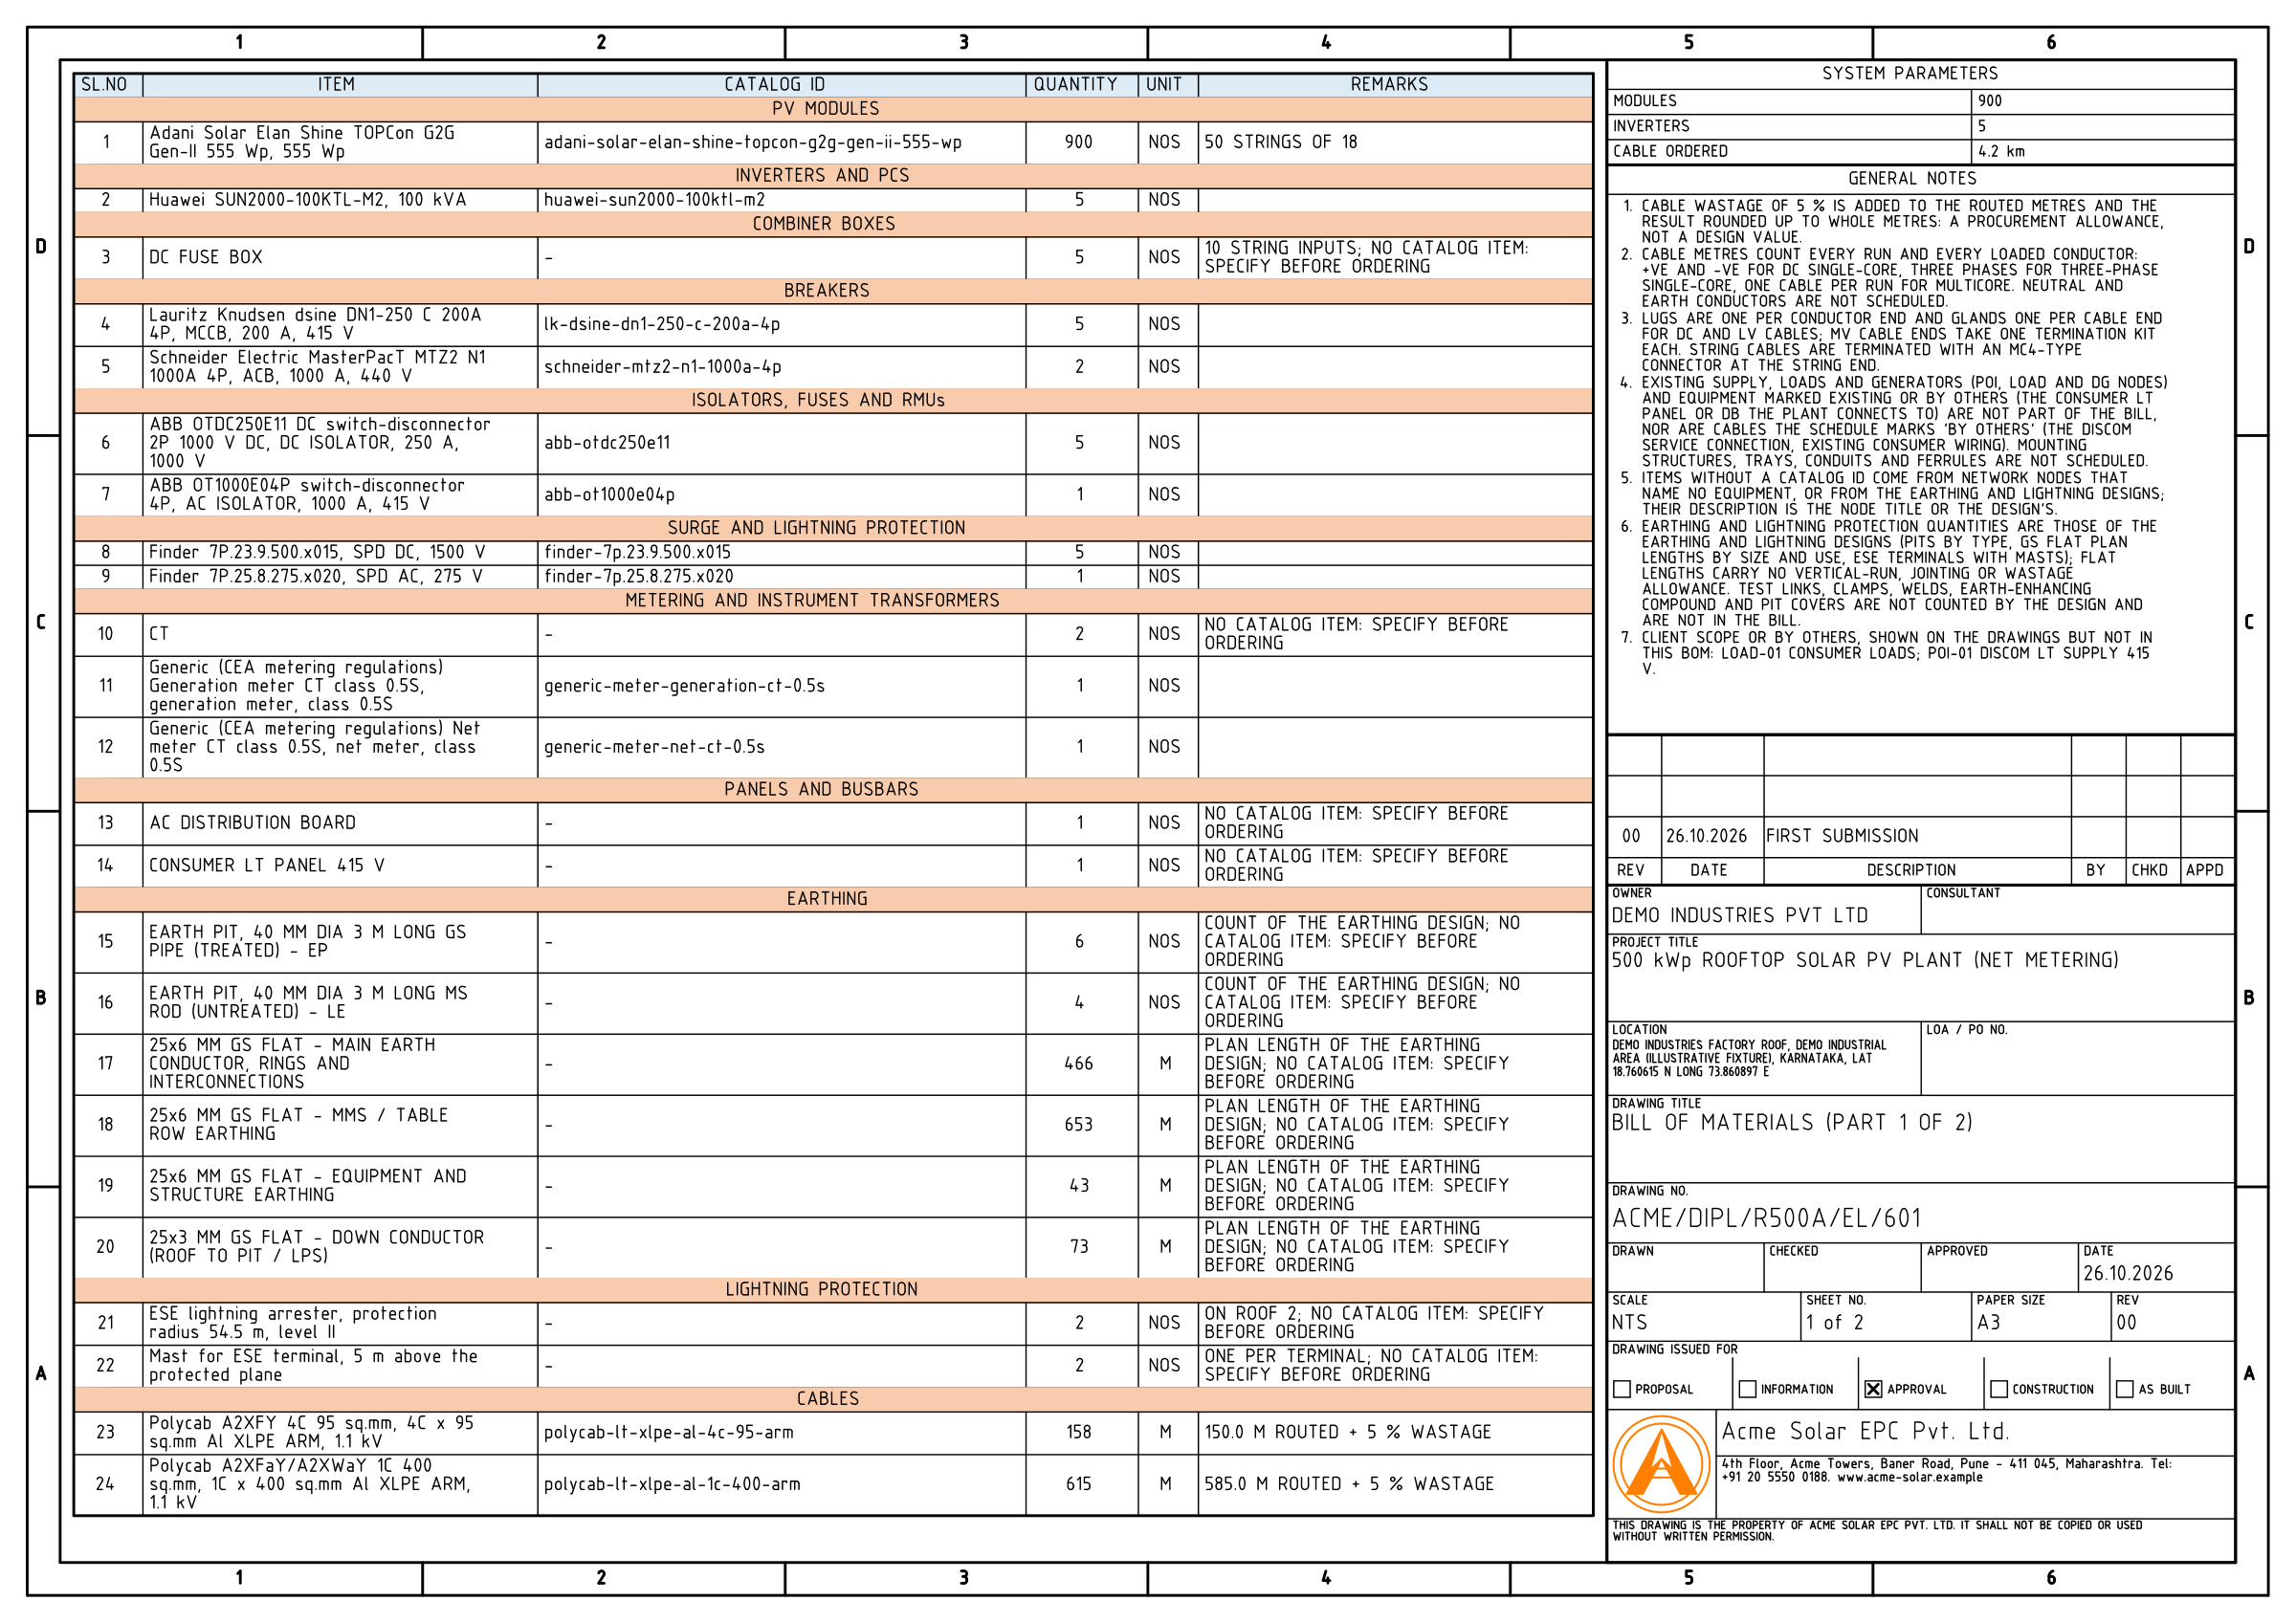 1 2 3 4 5 6
SL.NO ITEM CATALOG ID QUANTITY UNIT REMARKS
PV MODULES
1 Adani Solar Elan Shine TOPCon G2G
Gen-II 555 Wp, 555 Wp adani-solar-elan-shine-topcon-g2g-gen-ii-555-wp 900 NOS 50 STRINGS OF 18
INVERTERS AND PCS
2 Huawei SUN2000-100KTL-M2, 100 kVA huawei-sun2000-100ktl-m2 5 NOS
COMBINER BOXES
3 DC FUSE BOX - 5 NOS 10 STRING INPUTS; NO CATALOG ITEM:
SPECIFY BEFORE ORDERING
BREAKERS
4 Lauritz Knudsen dsine DN1-250 C 200A
4P, MCCB, 200 A, 415 V lk-dsine-dn1-250-c-200a-4p 5 NOS
5 Schneider Electric MasterPacT MTZ2 N1
1000A 4P, ACB, 1000 A, 440 V schneider-mtz2-n1-1000a-4p 2 NOS
ISOLATORS, FUSES AND RMUs
6 ABB OTDC250E11 DC switch-disconnector
2P 1000 V DC, DC ISOLATOR, 250 A,
1000 V abb-otdc250e11 5 NOS
7 ABB OT1000E04P switch-disconnector
4P, AC ISOLATOR, 1000 A, 415 V abb-ot1000e04p 1 NOS
SURGE AND LIGHTNING PROTECTION
8 Finder 7P.23.9.500.x015, SPD DC, 1500 V finder-7p.23.9.500.x015 5 NOS
9 Finder 7P.25.8.275.x020, SPD AC, 275 V finder-7p.25.8.275.x020 1 NOS
METERING AND INSTRUMENT TRANSFORMERS
10 CT - 2 NOS NO CATALOG ITEM: SPECIFY BEFORE
ORDERING
11 Generic (CEA metering regulations)
Generation meter CT class 0.5S,
generation meter, class 0.5S generic-meter-generation-ct-0.5s 1 NOS
12 Generic (CEA metering regulations) Net
meter CT class 0.5S, net meter, class
0.5S generic-meter-net-ct-0.5s 1 NOS
PANELS AND BUSBARS
13 AC DISTRIBUTION BOARD - 1 NOS NO CATALOG ITEM: SPECIFY BEFORE
ORDERING
14 CONSUMER LT PANEL 415 V - 1 NOS NO CATALOG ITEM: SPECIFY BEFORE
ORDERING
EARTHING
15 EARTH PIT, 40 MM DIA 3 M LONG GS
PIPE (TREATED) - EP - 6 NOS COUNT OF THE EARTHING DESIGN; NO
CATALOG ITEM: SPECIFY BEFORE
ORDERING
16 EARTH PIT, 40 MM DIA 3 M LONG MS
ROD (UNTREATED) - LE - 4 NOS COUNT OF THE EARTHING DESIGN; NO
CATALOG ITEM: SPECIFY BEFORE
ORDERING
17 25x6 MM GS FLAT - MAIN EARTH
CONDUCTOR, RINGS AND
INTERCONNECTIONS - 466 M PLAN LENGTH OF THE EARTHING
DESIGN; NO CATALOG ITEM: SPECIFY
BEFORE ORDERING
18 25x6 MM GS FLAT - MMS / TABLE
ROW EARTHING - 653 M PLAN LENGTH OF THE EARTHING
DESIGN; NO CATALOG ITEM: SPECIFY
BEFORE ORDERING
19 25x6 MM GS FLAT - EQUIPMENT AND
STRUCTURE EARTHING - 43 M PLAN LENGTH OF THE EARTHING
DESIGN; NO CATALOG ITEM: SPECIFY
BEFORE ORDERING
20 25x3 MM GS FLAT - DOWN CONDUCTOR
(ROOF TO PIT / LPS) - 73 M PLAN LENGTH OF THE EARTHING
DESIGN; NO CATALOG ITEM: SPECIFY
BEFORE ORDERING
LIGHTNING PROTECTION
21 ESE lightning arrester, protection
radius 54.5 m, level II - 2 NOS ON ROOF 2; NO CATALOG ITEM: SPECIFY
BEFORE ORDERING
22 Mast for ESE terminal, 5 m above the
protected plane - 2 NOS ONE PER TERMINAL; NO CATALOG ITEM:
SPECIFY BEFORE ORDERING
CABLES
23 Polycab A2XFY 4C 95 sq.mm, 4C x 95
sq.mm Al XLPE ARM, 1.1 kV polycab-lt-xlpe-al-4c-95-arm 158 M 150.0 M ROUTED + 5 % WASTAGE
24 Polycab A2XFaY/A2XWaY 1C 400
sq.mm, 1C x 400 sq.mm Al XLPE ARM,
1.1 kV polycab-lt-xlpe-al-1c-400-arm 615 M 585.0 M ROUTED + 5 % WASTAGE
SYSTEM PARAMETERS
MODULES 900
INVERTERS 5
CABLE ORDERED 4.2 km
GENERAL NOTES
1. CABLE WASTAGE OF 5 % IS ADDED TO THE ROUTED METRES AND THE
RESULT ROUNDED UP TO WHOLE METRES: A PROCUREMENT ALLOWANCE,
NOT A DESIGN VALUE.
2. CABLE METRES COUNT EVERY RUN AND EVERY LOADED CONDUCTOR:
+VE AND -VE FOR DC SINGLE-CORE, THREE PHASES FOR THREE-PHASE
SINGLE-CORE, ONE CABLE PER RUN FOR MULTICORE. NEUTRAL AND
EARTH CONDUCTORS ARE NOT SCHEDULED.
3. LUGS ARE ONE PER CONDUCTOR END AND GLANDS ONE PER CABLE END
FOR DC AND LV CABLES; MV CABLE ENDS TAKE ONE TERMINATION KIT
EACH. STRING CABLES ARE TERMINATED WITH AN MC4-TYPE
CONNECTOR AT THE STRING END.
4. EXISTING SUPPLY, LOADS AND GENERATORS (POI, LOAD AND DG NODES)
AND EQUIPMENT MARKED EXISTING OR BY OTHERS (THE CONSUMER LT
PANEL OR DB THE PLANT CONNECTS TO) ARE NOT PART OF THE BILL,
NOR ARE CABLES THE SCHEDULE MARKS 'BY OTHERS' (THE DISCOM
SERVICE CONNECTION, EXISTING CONSUMER WIRING). MOUNTING
STRUCTURES, TRAYS, CONDUITS AND FERRULES ARE NOT SCHEDULED.
5. ITEMS WITHOUT A CATALOG ID COME FROM NETWORK NODES THAT
NAME NO EQUIPMENT, OR FROM THE EARTHING AND LIGHTNING DESIGNS;
THEIR DESCRIPTION IS THE NODE TITLE OR THE DESIGN'S.
6. EARTHING AND LIGHTNING PROTECTION QUANTITIES ARE THOSE OF THE
EARTHING AND LIGHTNING DESIGNS (PITS BY TYPE, GS FLAT PLAN
LENGTHS BY SIZE AND USE, ESE TERMINALS WITH MASTS); FLAT
LENGTHS CARRY NO VERTICAL-RUN, JOINTING OR WASTAGE
ALLOWANCE. TEST LINKS, CLAMPS, WELDS, EARTH-ENHANCING
COMPOUND AND PIT COVERS ARE NOT COUNTED BY THE DESIGN AND
ARE NOT IN THE BILL.
7. CLIENT SCOPE OR BY OTHERS, SHOWN ON THE DRAWINGS BUT NOT IN
THIS BOM: LOAD-01 CONSUMER LOADS; POI-01 DISCOM LT SUPPLY 415
V.
00 26.10.2026 FIRST SUBMISSION
REV DATE DESCRIPTION BY CHKD APPD
OWNER CONSULTANT
DEMO INDUSTRIES PVT LTD
PROJECT TITLE
500 kWp ROOFTOP SOLAR PV PLANT (NET METERING)
LOCATION LOA / PO NO.
DEMO INDUSTRIES FACTORY ROOF, DEMO INDUSTRIAL
AREA (ILLUSTRATIVE FIXTURE), KARNATAKA, LAT
18.760615 N LONG 73.860897 E
DRAWING TITLE
BILL OF MATERIALS (PART 1 OF 2)
DRAWING NO.
ACME/DIPL/R500A/EL/601
DRAWN CHECKED APPROVED DATE
26.10.2026
SCALE SHEET NO. PAPER SIZE REV
NTS 1 of 2 A3 00
DRAWING ISSUED FOR
PROPOSAL INFORMATION APPROVAL CONSTRUCTION AS BUILT
Acme Solar EPC Pvt. Ltd.
4th Floor, Acme Towers, Baner Road, Pune - 411 045, Maharashtra. Tel:
+91 20 5550 0188. www.acme-solar.example
THIS DRAWING IS THE PROPERTY OF ACME SOLAR EPC PVT. LTD. IT SHALL NOT BE COPIED OR USED
WITHOUT WRITTEN PERMISSION.
D D
C C
B B
A A
1 2 3 4 5 6